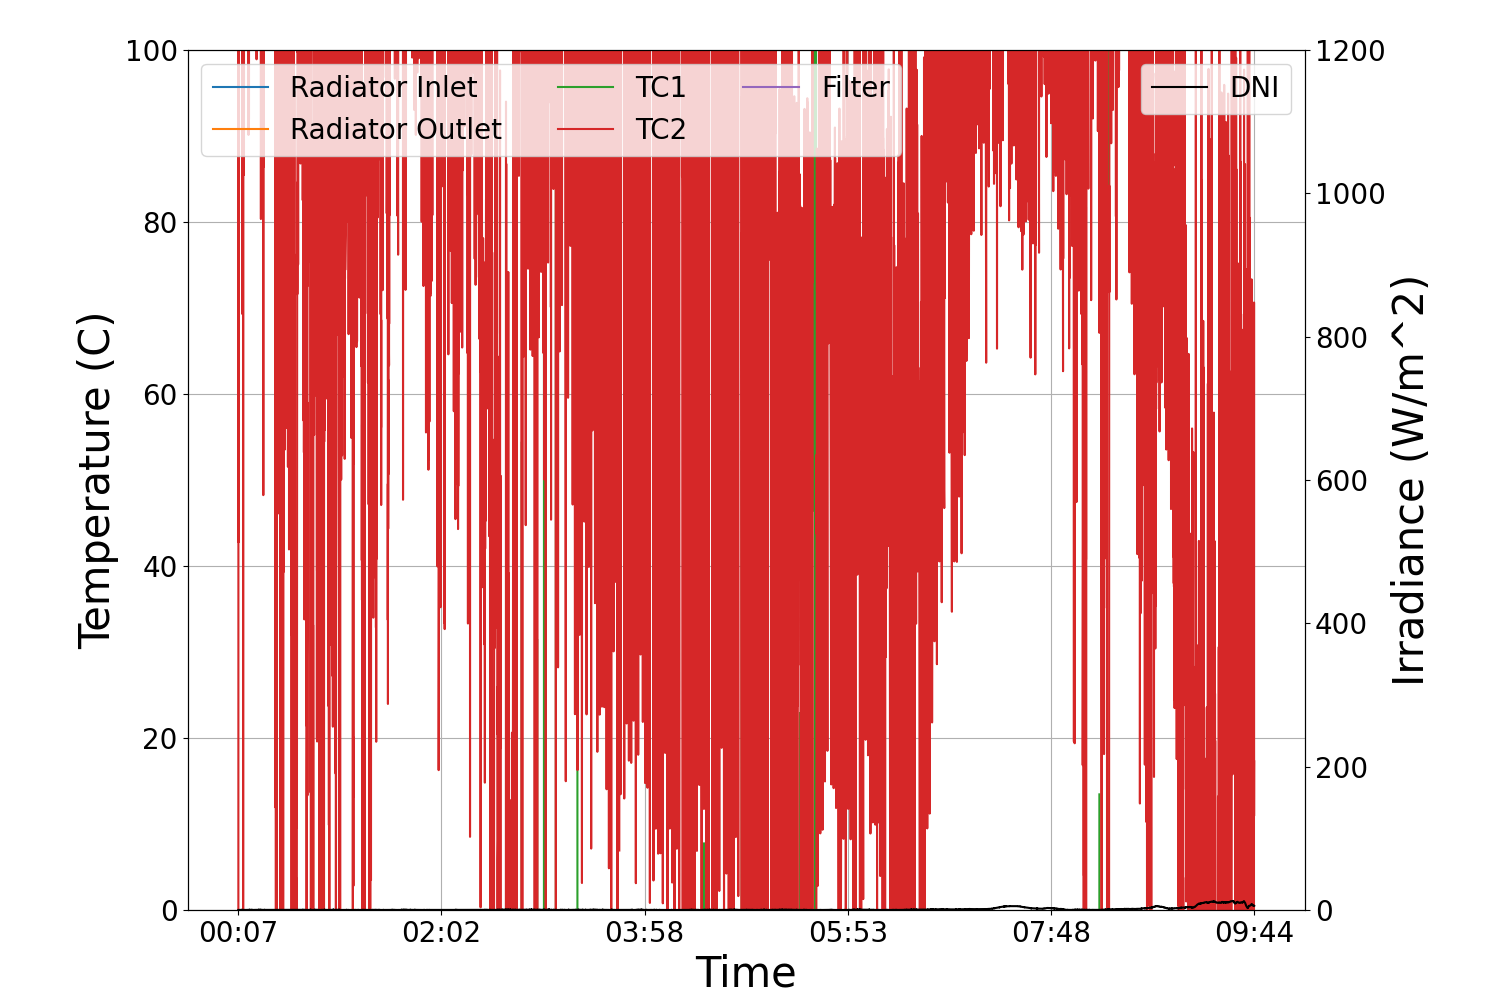 100
80
60
40
20
0
Temperature (C)
Radiator Inlet
Radiator Outlet
TC1
TC2
Filter
DNI
1200
1000
800
600
400
200
0
Irradiance (W/m^2)
00:07
02:02
03:58
05:53
07:48
09:44
Time